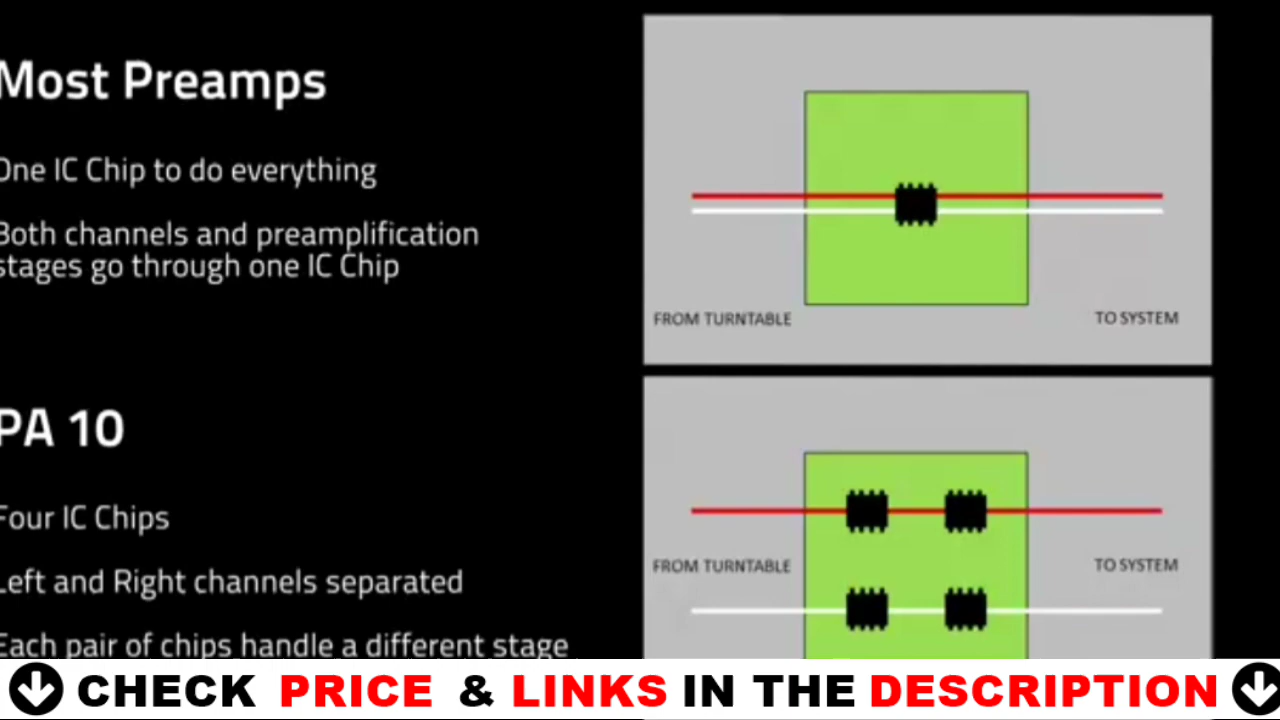 Most Preamps
One IC Chip to do everything
Both channels and preamplification
stages go through one IC Chip
FROM TURNTABLE
TO SYSTEM
PA 10
Four IC Chips
Left and Right channels separated
Each pair of chips handle a different stage
FROM TURNTABLE
TO SYSTEM
CHECK PRICE & LINKS IN THE DESCRIPTION